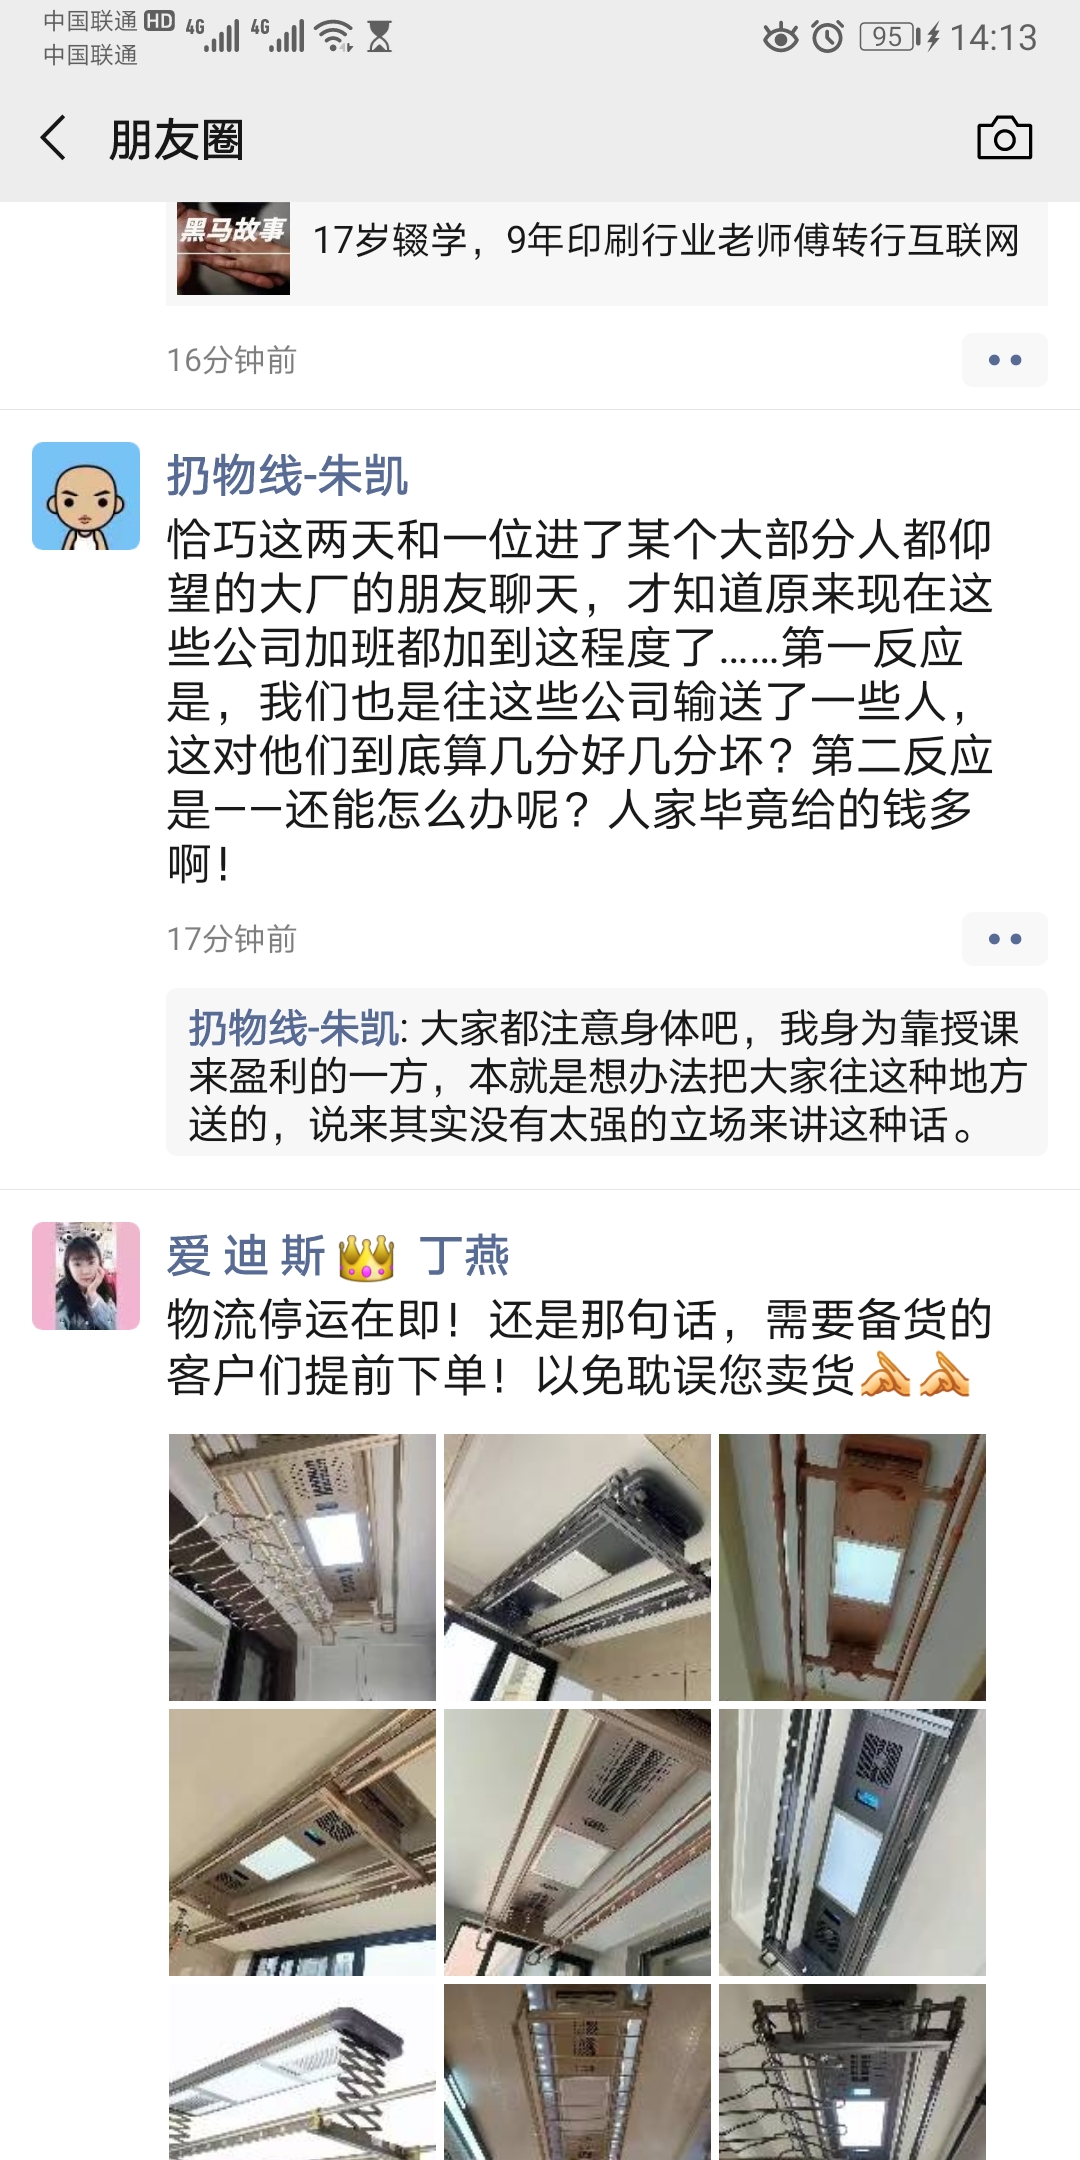 中国联通 HD 4G 4G 95 14:13
中国联通
朋友圈
黑马故事
17岁辍学，9年印刷行业老师傅转行互联网
16分钟前
扔物线-朱凯
恰巧这两天和一位进了某个大部分人都仰
望的大厂的朋友聊天，才知道原来现在这
些公司加班都加到这程度了……第一反应
是，我们也是往这些公司输送了一些人，
这对他们到底算几分好几分坏？第二反应
是——还能怎么办呢？人家毕竟给的钱多
啊！
17分钟前
扔物线-朱凯: 大家都注意身体吧，我身为靠授课
来盈利的一方，本就是想办法把大家往这种地方
送的，说来其实没有太强的立场来讲这种话。
爱 迪 斯👑 丁燕
物流停运在即！还是那句话，需要备货的
客户们提前下单！以免耽误您卖货